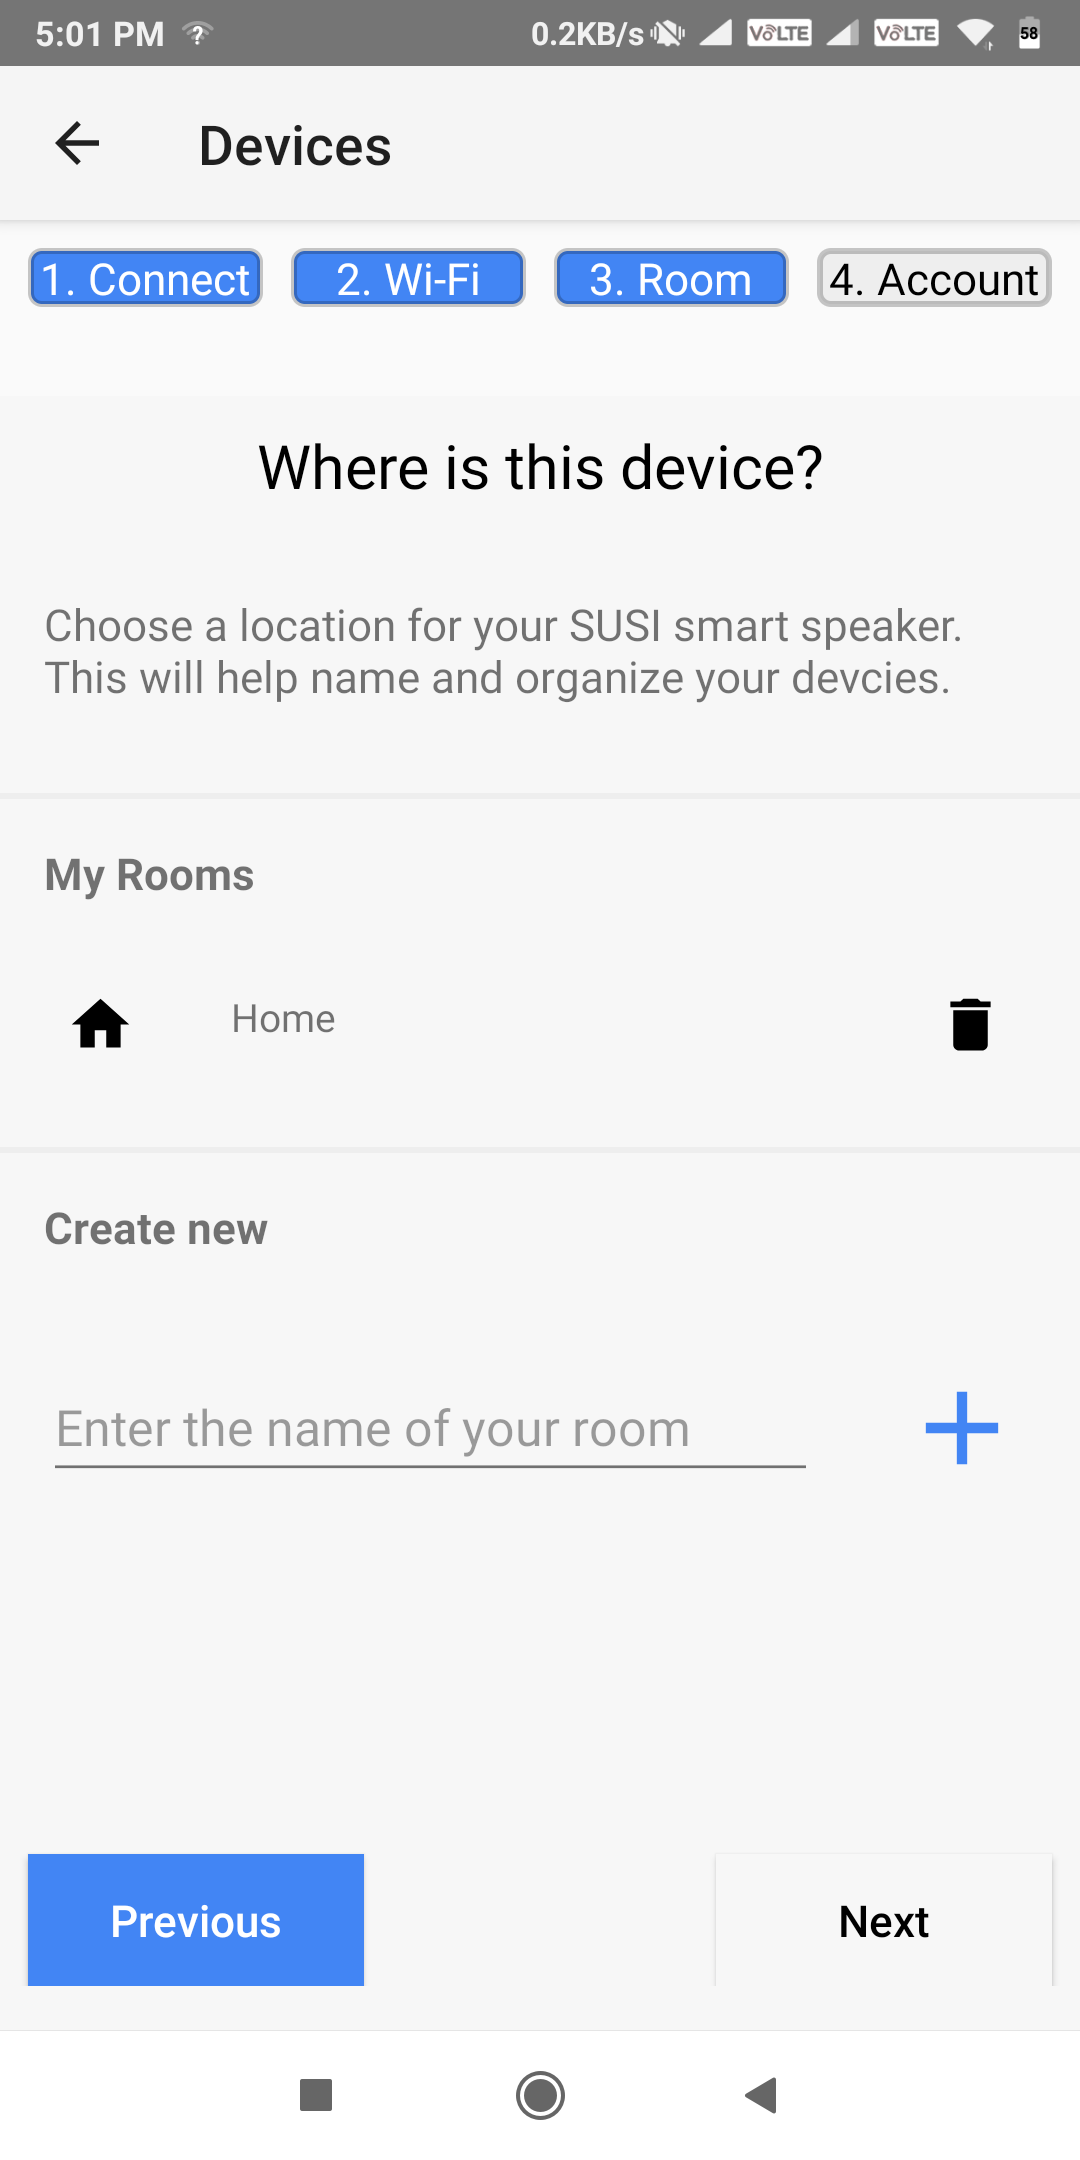 5:01 PM ? 0.2KB/s VoLTE VoLTE 58
Devices
1. Connect 2. Wi-Fi 3. Room 4. Account
Where is this device?
Choose a location for your SUSI smart speaker.
This will help name and organize your devcies.
My Rooms
Home
Create new
Enter the name of your room
Previous Next